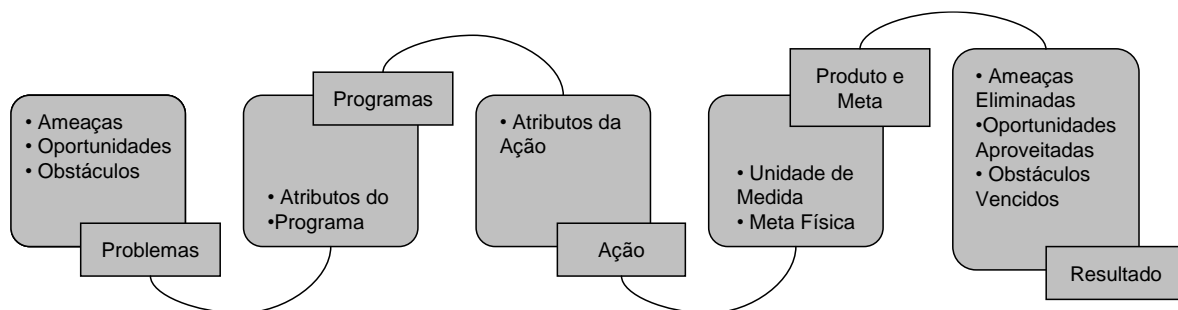 • Ameaças
• Oportunidades
• Obstáculos
Problemas
Programas
• Atributos do
•Programa
• Atributos da
Ação
Ação
Produto e
Meta
• Unidade de
Medida
• Meta Física
• Ameaças
Eliminadas
•Oportunidades
Aproveitadas
• Obstáculos
Vencidos
Resultado